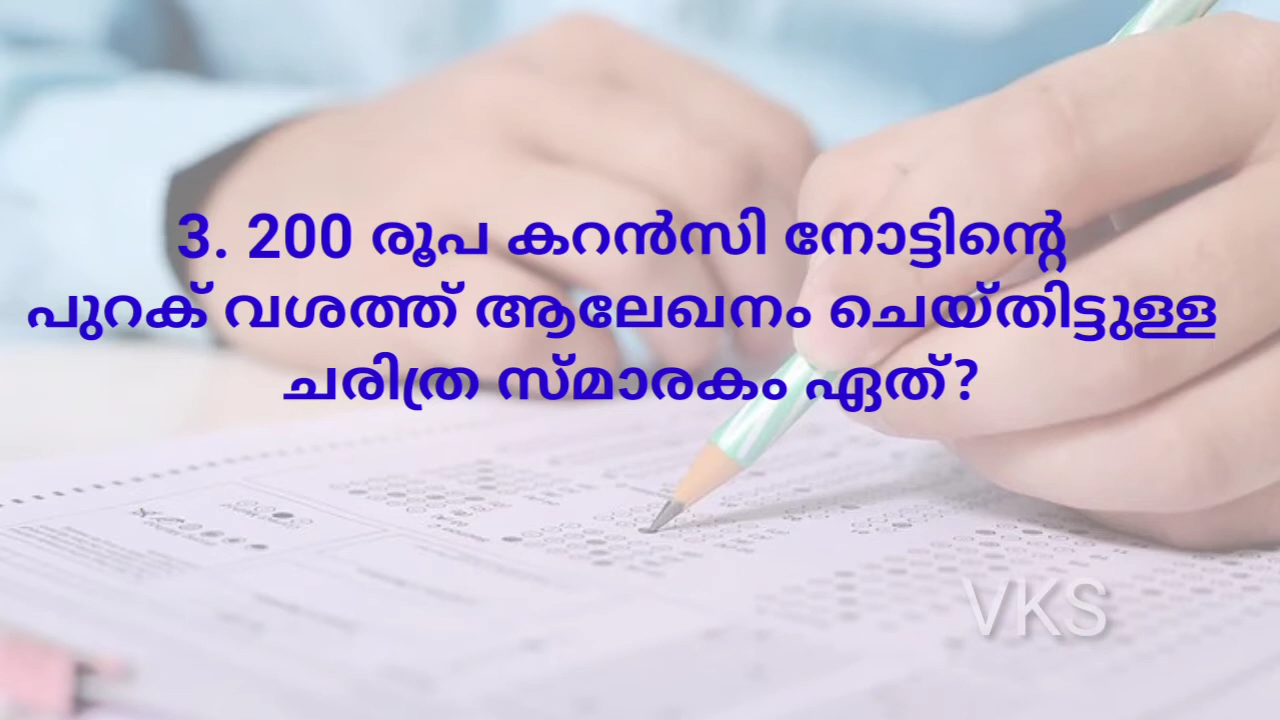 3. 200 രൂപ കറൻസി നോട്ടിന്റെ
പുറക് വശത്ത് ആലേഖനം ചെയ്തിട്ടുള്ള
ചരിത്ര സ്മാരകം ഏത്?
VKS